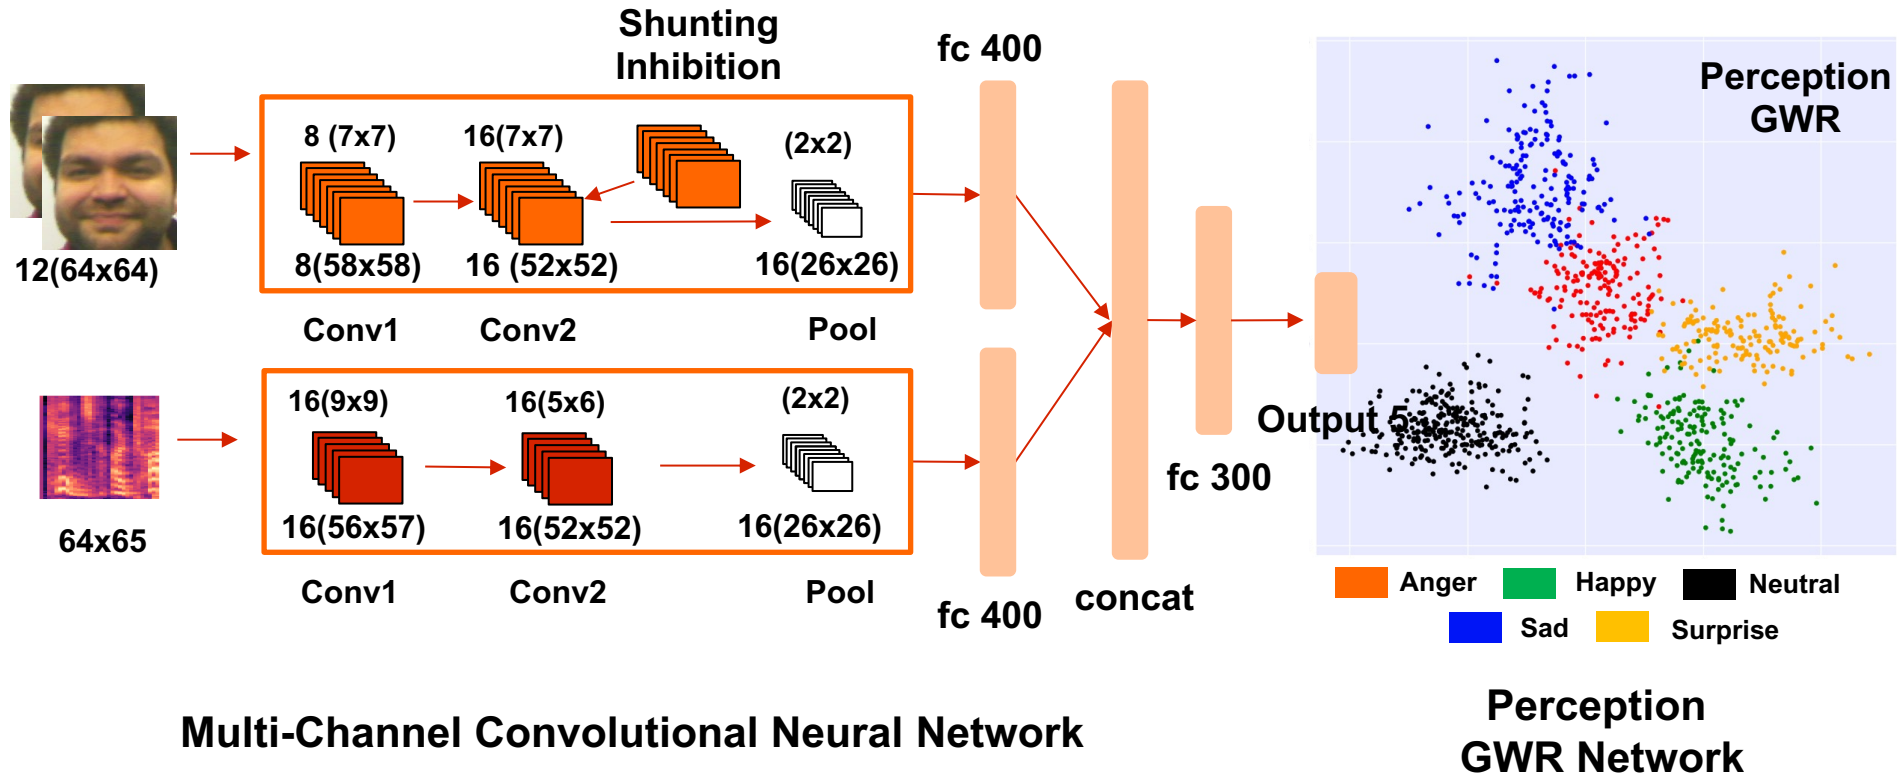 Shunting
Inhibition
fc 400
Perception
GWR
8 (7x7)
16(7x7)
(2x2)
12(64x64)
8(58x58)
16 (52x52)
16(26x26)
Conv1
Conv2
Pool
16(9x9)
16(5x6)
(2x2)
Output 5
fc 300
64x65
16(56x57)
16(52x52)
16(26x26)
Conv1
Conv2
Pool
fc 400
concat
Anger
Happy
Neutral
Sad
Surprise
Multi-Channel Convolutional Neural Network
Perception
GWR Network